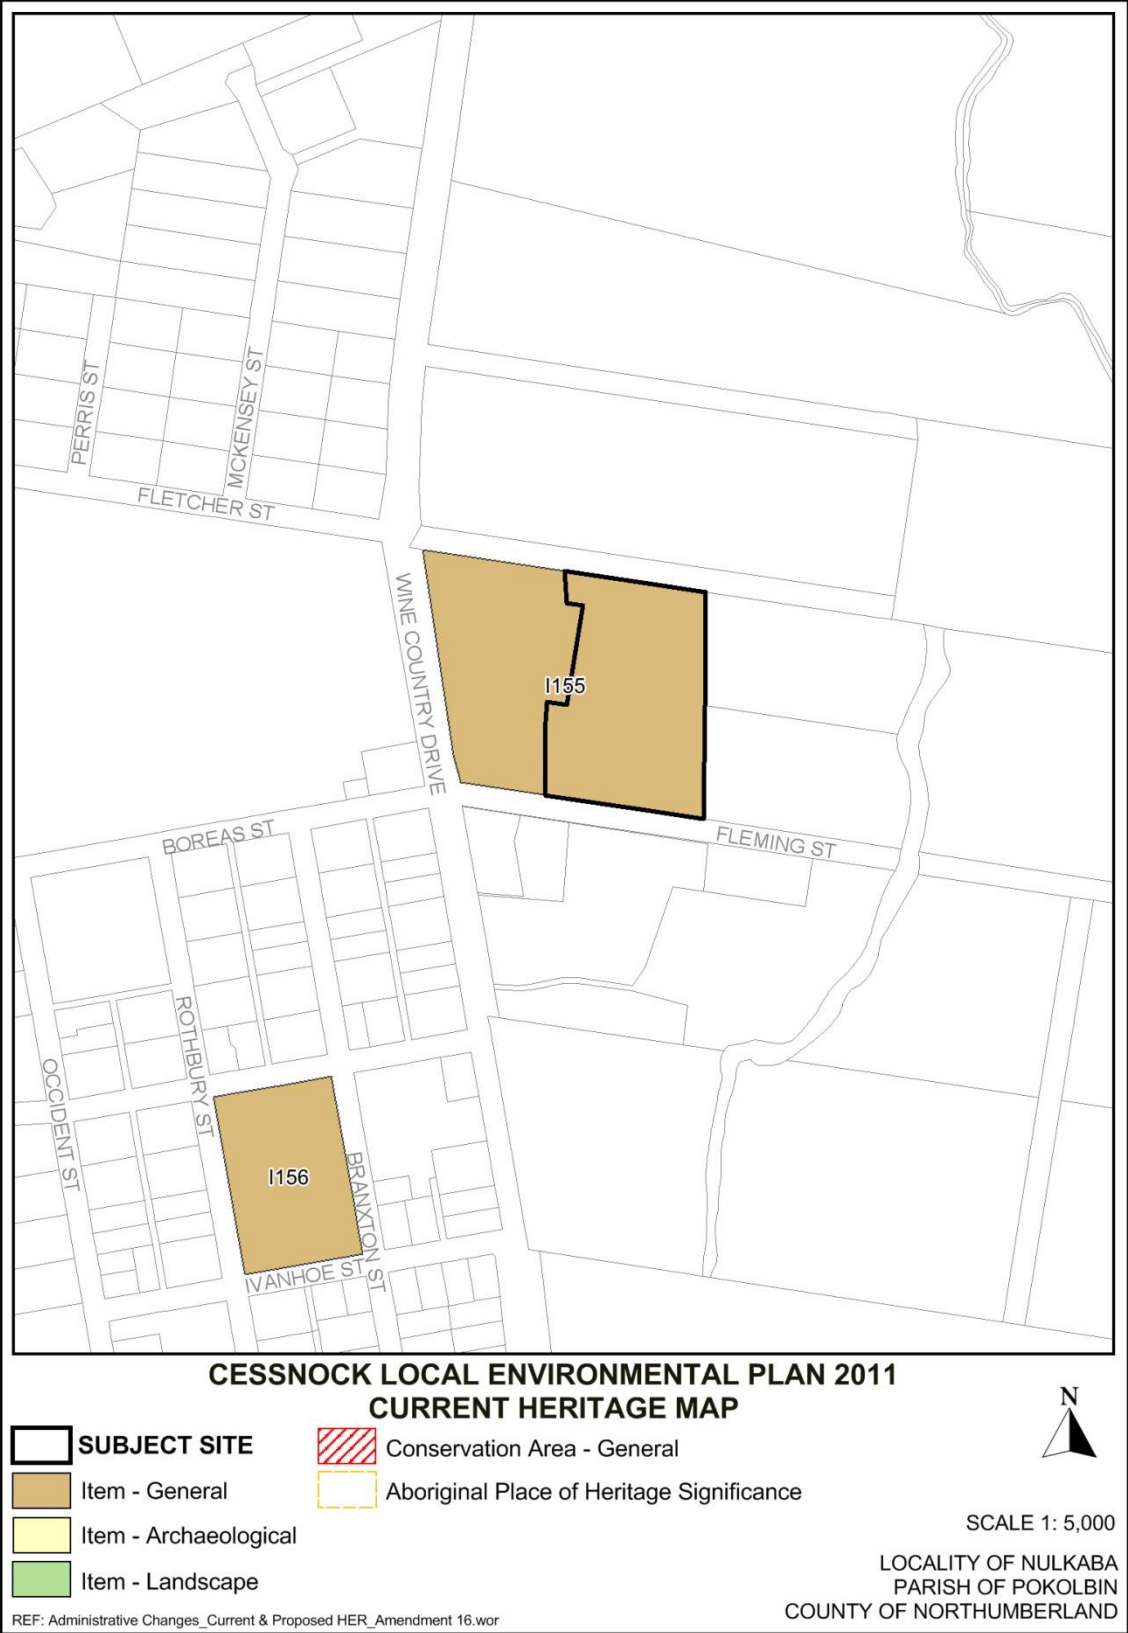 PERRIS ST
MCKENSEY ST
FLETCHER ST
WINE COUNTRY DRIVE
I155
BOREAS ST
FLEMING ST
ROTHBURY ST
OCCIDENT ST
I156
BRANXTON ST
IVANHOE ST
CESSNOCK LOCAL ENVIRONMENTAL PLAN 2011
CURRENT HERITAGE MAP
N
SUBJECT SITE
Item - General
Item - Archaeological
Item - Landscape
Conservation Area - General
Aboriginal Place of Heritage Significance
SCALE 1: 5,000
LOCALITY OF NULKABA
PARISH OF POKOLBIN
COUNTY OF NORTHUMBERLAND
REF: Administrative Changes_Current & Proposed HER_Amendment 16.wor